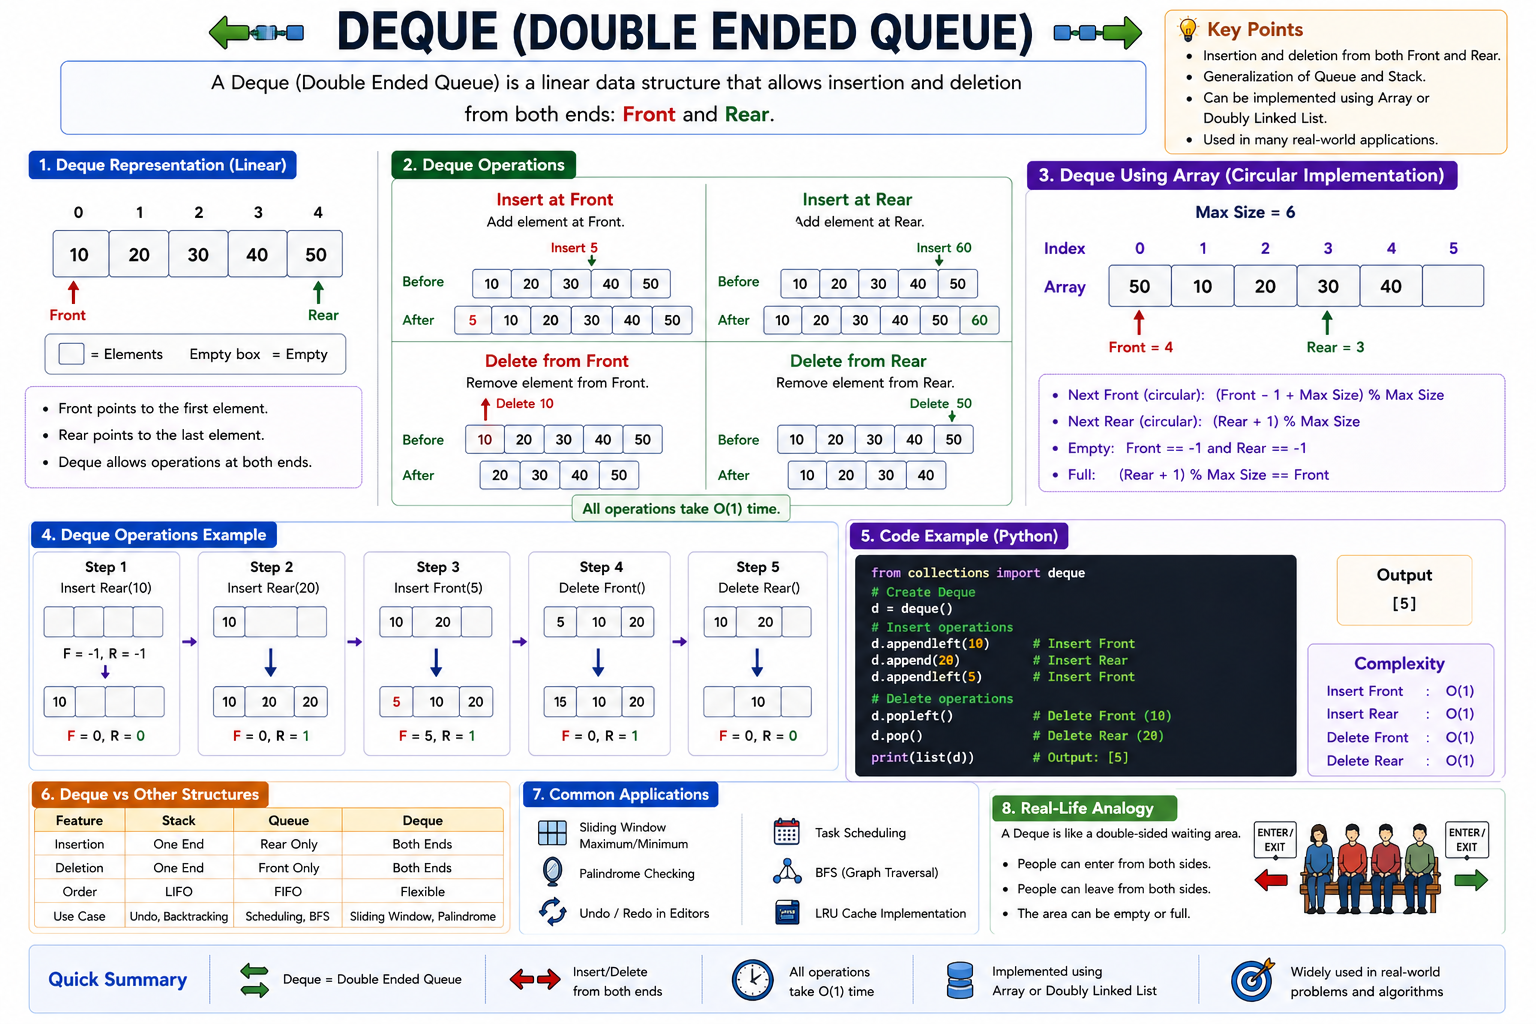 DEQUE (DOUBLE ENDED QUEUE)
A Deque (Double Ended Queue) is a linear data structure that allows insertion and deletion
from both ends: Front and Rear.
Key Points
• Insertion and deletion from both Front and Rear.
• Generalization of Queue and Stack.
• Can be implemented using Array or
Doubly Linked List.
• Used in many real-world applications.
1. Deque Representation (Linear)
0 1 2 3 4
10 20 30 40 50
Front Rear
= Elements Empty box = Empty
• Front points to the first element.
• Rear points to the last element.
• Deque allows operations at both ends.
2. Deque Operations
Insert at Front
Add element at Front.
Insert 5
Before 10 20 30 40 50
After 5 10 20 30 40 50
Insert at Rear
Add element at Rear.
Insert 60
Before 10 20 30 40 50
After 10 20 30 40 50 60
Delete from Front
Remove element from Front.
Delete 10
Before 10 20 30 40 50
After 20 30 40 50
Delete from Rear
Remove element from Rear.
Delete 50
Before 10 20 30 40 50
After 10 20 30 40
All operations take O(1) time.
3. Deque Using Array (Circular Implementation)
Max Size = 6
Index 0 1 2 3 4 5
Array 50 10 20 30 40
Front = 4 Rear = 3
• Next Front (circular): (Front - 1 + Max Size) % Max Size
• Next Rear (circular): (Rear + 1) % Max Size
• Empty: Front == -1 and Rear == -1
• Full: (Rear + 1) % Max Size == Front
4. Deque Operations Example
Step 1
Insert Rear(10)
F = -1, R = -1
10
F = 0, R = 0
Step 2
Insert Rear(20)
10
10 20 20
F = 0, R = 1
Step 3
Insert Front(5)
10 20
5 10 20
F = 5, R = 1
Step 4
Delete Front()
5 10 20
15 10 20
F = 0, R = 1
Step 5
Delete Rear()
10 20
10
F = 0, R = 0
5. Code Example (Python)
from collections import deque
# Create Deque
d = deque()
# Insert operations
d.appendleft(10) # Insert Front
d.append(20) # Insert Rear
d.appendleft(5) # Insert Front
# Delete operations
d.popleft() # Delete Front (10)
d.pop() # Delete Rear (20)
print(list(d)) # Output: [5]
Output
[5]
Complexity
Insert Front : O(1)
Insert Rear : O(1)
Delete Front : O(1)
Delete Rear : O(1)
6. Deque vs Other Structures
Feature Stack Queue Deque
Insertion One End Rear Only Both Ends
Deletion One End Front Only Both Ends
Order LIFO FIFO Flexible
Use Case Undo, Backtracking Scheduling, BFS Sliding Window, Palindrome
7. Common Applications
Sliding Window
Maximum/Minimum
Palindrome Checking
Undo / Redo in Editors
Task Scheduling
BFS (Graph Traversal)
LRU Cache Implementation
8. Real-Life Analogy
A Deque is like a double-sided waiting area.
• People can enter from both sides.
• People can leave from both sides.
• The area can be empty or full.
ENTER/
EXIT
ENTER/
EXIT
Quick Summary
Deque = Double Ended Queue
Insert/Delete
from both ends
All operations
take O(1) time
Implemented using
Array or Doubly Linked List
Widely used in real-world
problems and algorithms